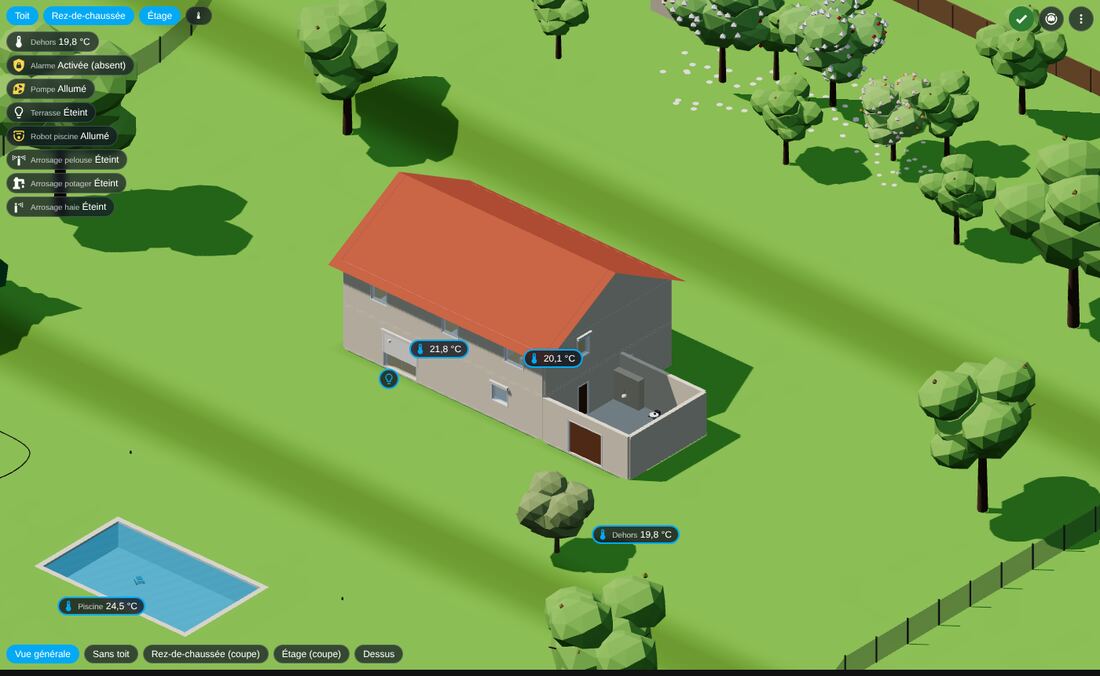 Toit Rez-de-chaussée Étage
Dehors 19,8 °C
Alarme Activée (absent)
Pompe Allumé
Terrasse Éteint
Robot piscine Allumé
Arrosage pelouse Éteint
Arrosage potager Éteint
Arrosage haie Éteint
21,8 °C
20,1 °C
Dehors 19,8 °C
Piscine 24,5 °C
Vue générale Sans toit Rez-de-chaussée (coupe) Étage (coupe) Dessus